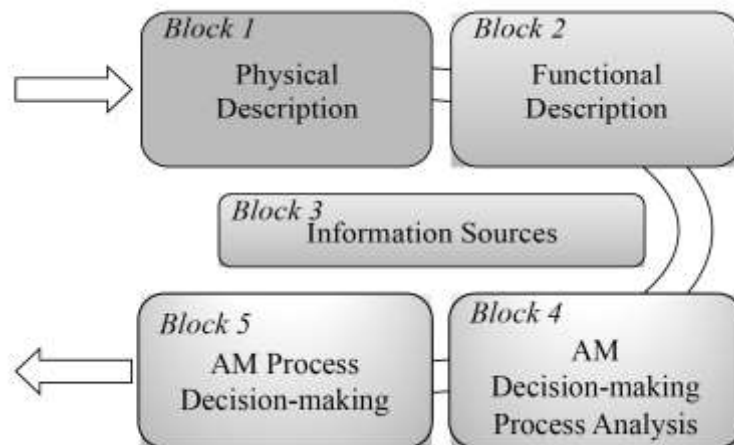 Block 1
Physical
Description
Block 2
Functional
Description
Block 3
Information Sources
Block 5
AM Process
Decision-making
Block 4
AM
Decision-making
Process Analysis